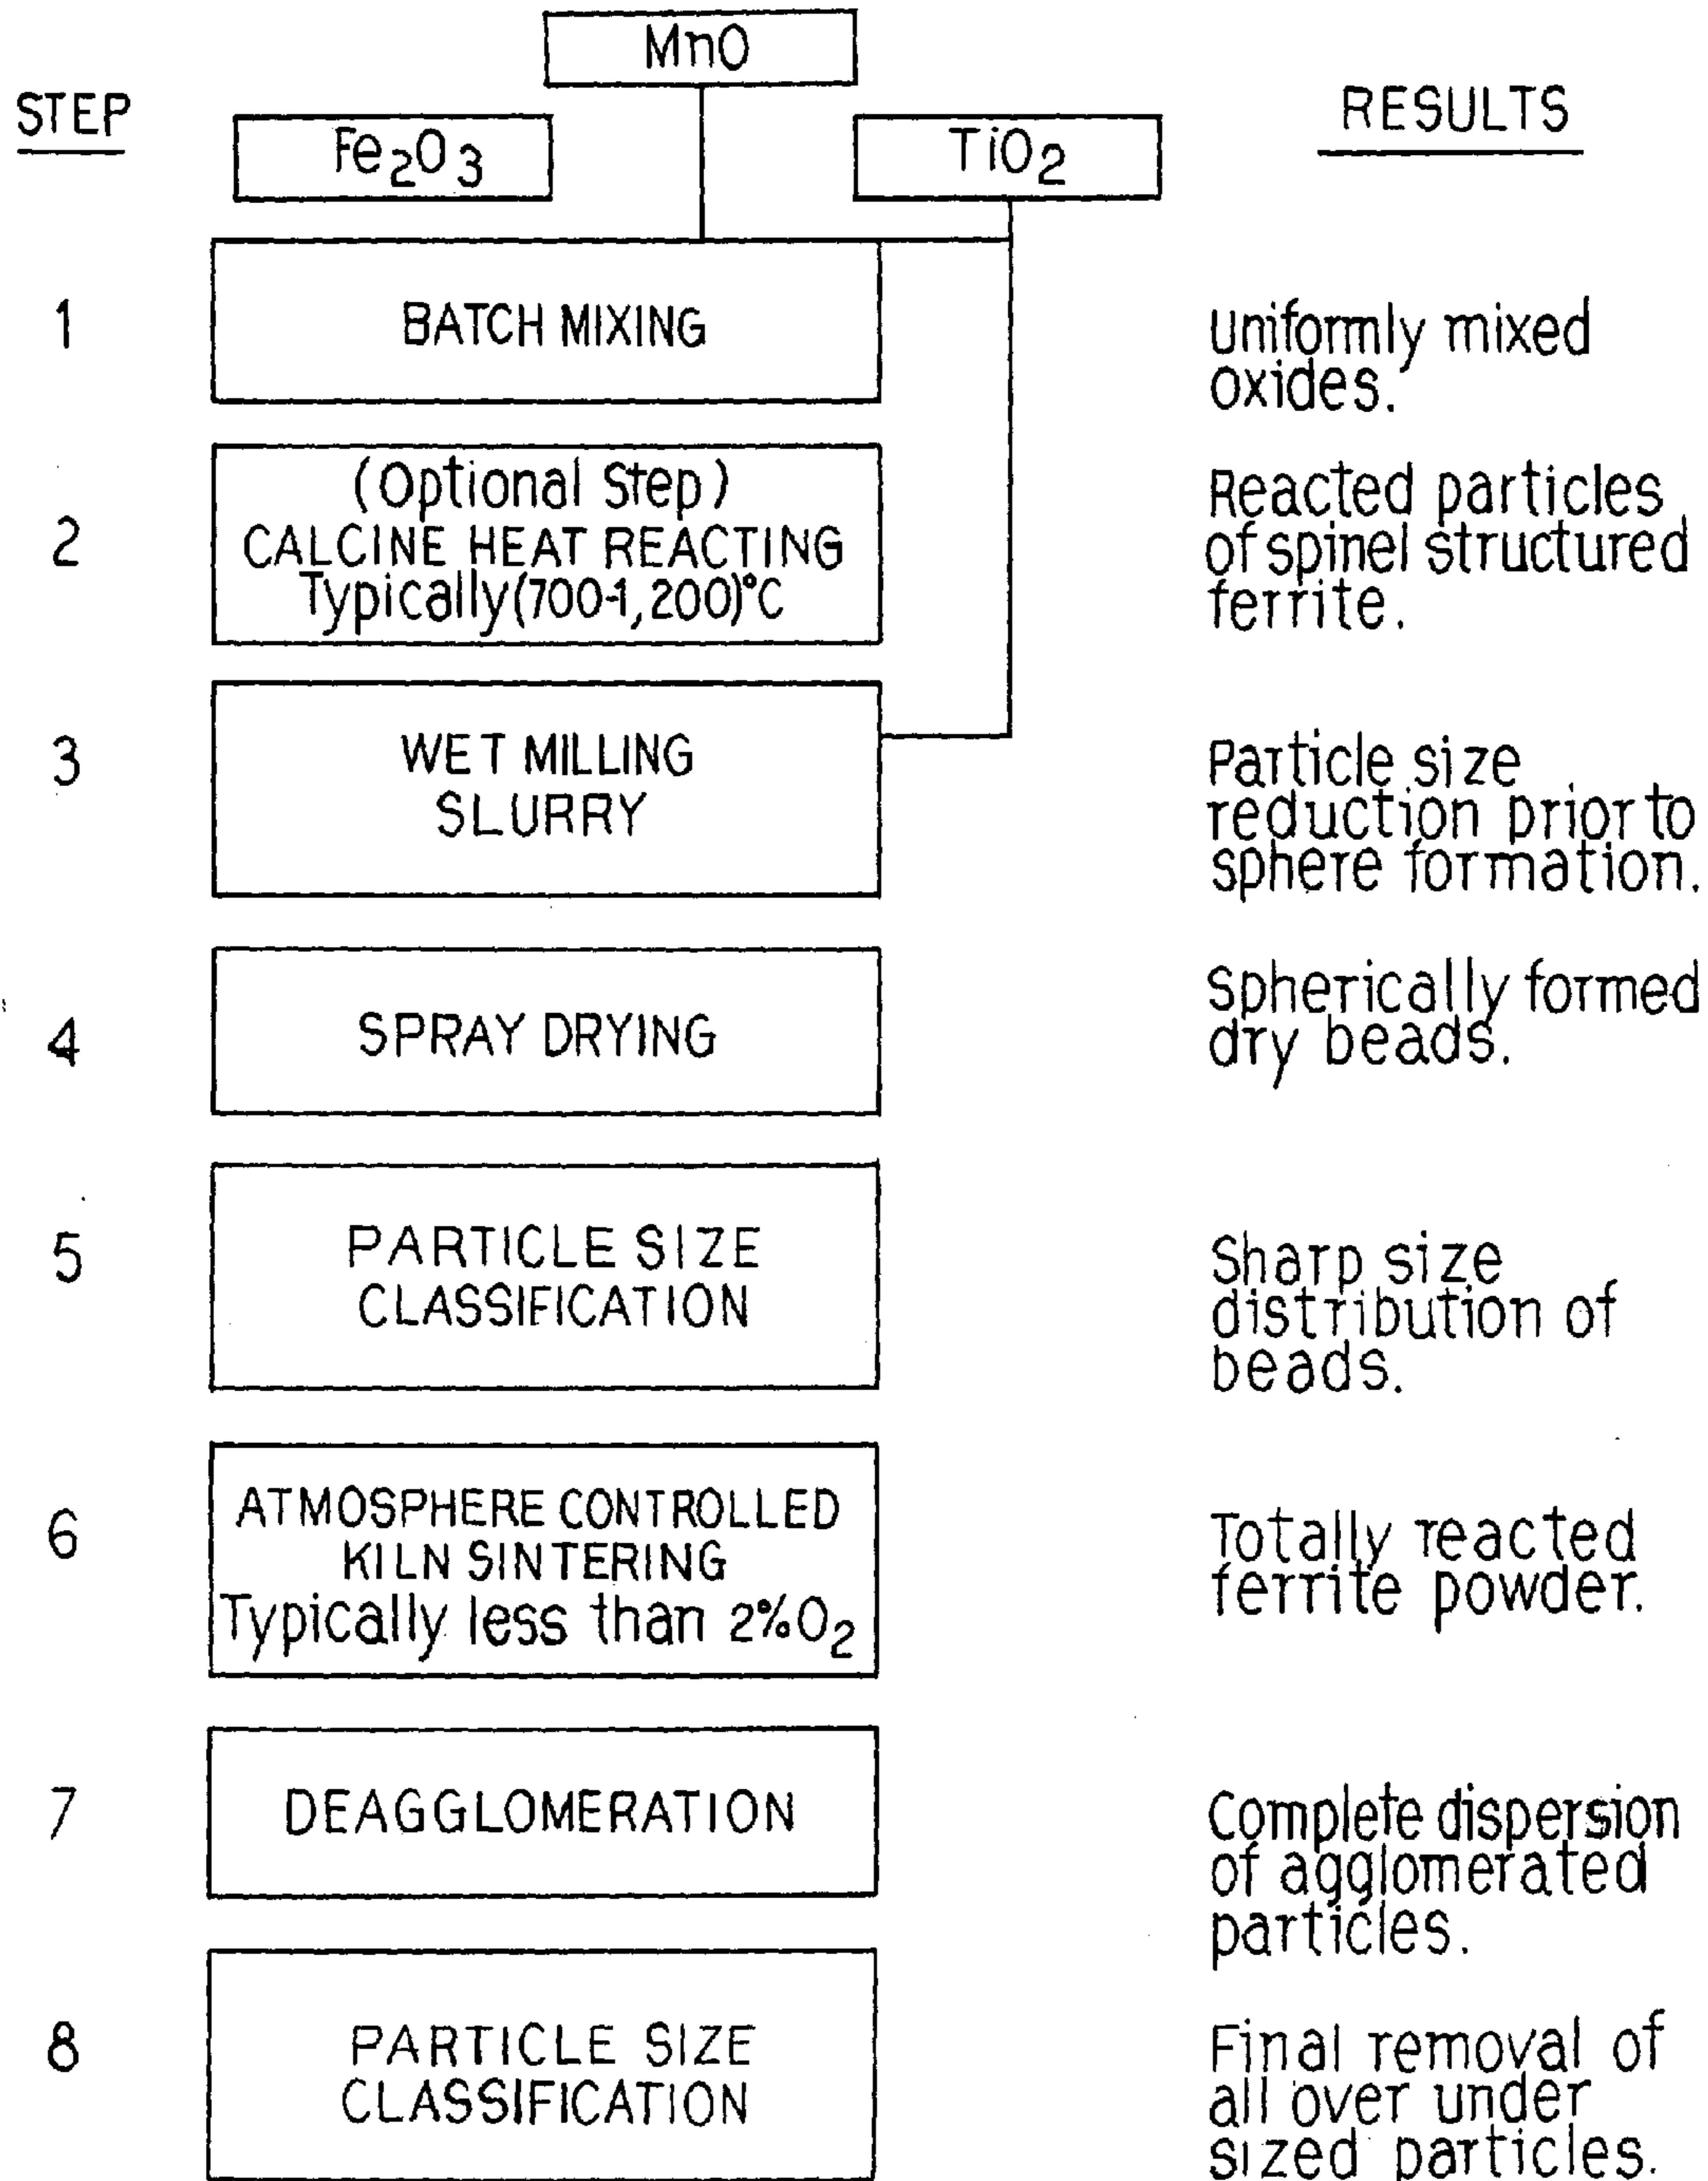 MnO
STEP
Fe2O3
TiO2
RESULTS
1
BATCH MIXING
Uniformly mixed
oxides.
2
(Optional Step)
CALCINE HEAT REACTING
Typically (700-1,200)°C
Reacted particles
of spinel structured
ferrite.
3
WET MILLING
SLURRY
Particle size
reduction prior to
sphere formation.
4
SPRAY DRYING
Spherically formed
dry beads.
5
PARTICLE SIZE
CLASSIFICATION
Sharp size
distribution of
beads.
6
ATMOSPHERE CONTROLLED
KILN SINTERING
Typically less than 2%O2
Totally reacted
ferrite powder.
7
DEAGGLOMERATION
Complete dispersion
of agglomerated
particles.
8
PARTICLE SIZE
CLASSIFICATION
Final removal of
all over under
sized particles.